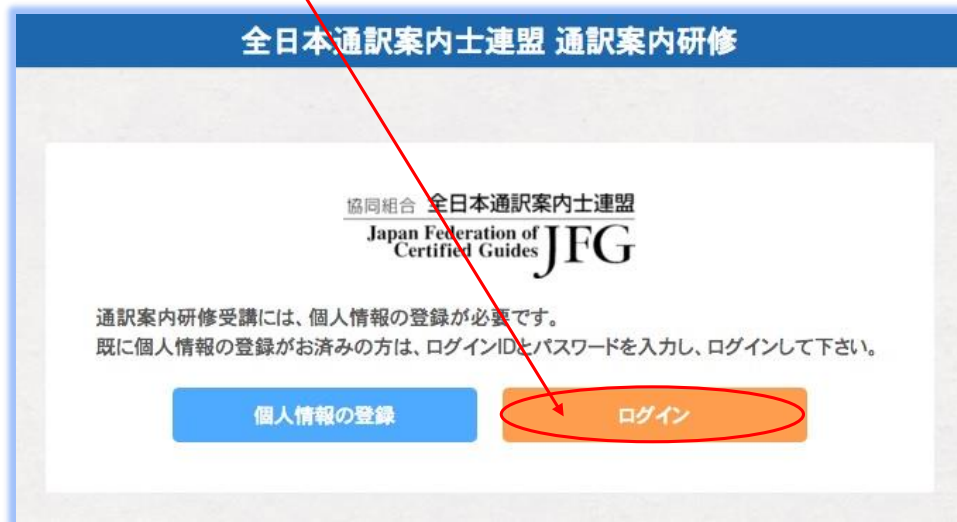 全日本通訳案内士連盟 通訳案内研修
協同組合 全日本通訳案内士連盟
Japan Federation of
Certified Guides JFG
通訳案内研修受講には、個人情報の登録が必要です。
既に個人情報の登録がお済みの方は、ログインIDとパスワードを入力し、ログインして下さい。
個人情報の登録
ログイン